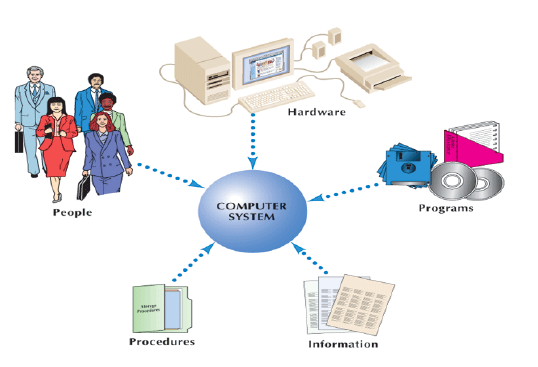 Hardware
People
COMPUTER
SYSTEM
Programs
Procedures
Information